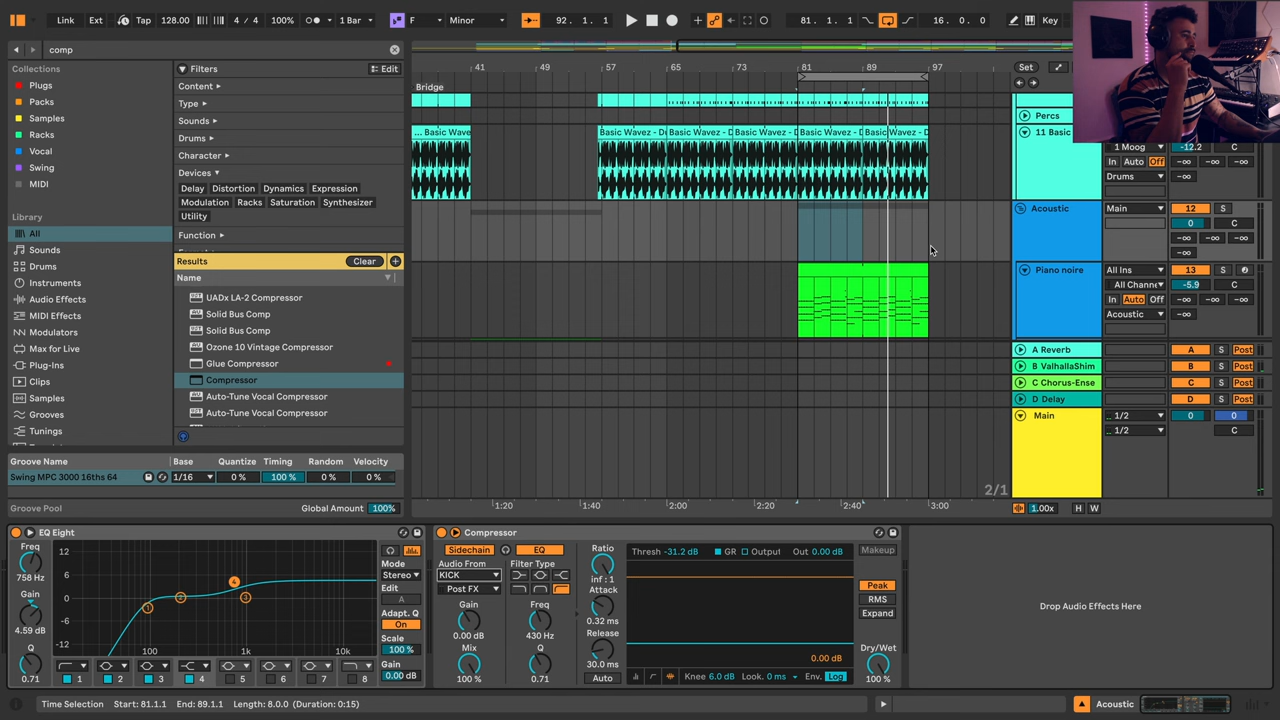 Link Ext Tap 128.00 4 / 4 100% 1 Bar F Minor 92. 1. 1 81. 1. 1 16. 0. 0 Key
comp
Collections
Plugs
Packs
Samples
Racks
Vocal
Swing
MIDI
Library
All
Sounds
Drums
Instruments
Audio Effects
MIDI Effects
Modulators
Max for Live
Plug-Ins
Clips
Samples
Grooves
Tunings
Filters Edit
Content
Type
Sounds
Drums
Character
Devices
Delay Distortion Dynamics Expression
Modulation Racks Saturation Synthesizer
Utility
Function
Results Clear
Name
UADx LA-2 Compressor
Solid Bus Comp
Solid Bus Comp
Ozone 10 Vintage Compressor
Glue Compressor
Compressor
Auto-Tune Vocal Compressor
Auto-Tune Vocal Compressor
Groove Name Base Quantize Timing Random Velocity
Swing MPC 3000 16ths 64 1/16 0 % 100 % 0 % 0 %
Groove Pool Global Amount 100%
41 49 57 65 73 81 89 97
Bridge
... Basic Wave Basic Wavez - Di Basic Wavez - D Basic Wavez - D Basic Wavez - D Basic Wavez - D
1:20 1:40 2:00 2:20 2:40 3:00
2/1
Set
Percs
11 Basic 1 Moog -12.2 C
In Auto Off -∞ -∞
Drums -∞
Acoustic Main 12 S
0 C
-∞ -∞
-∞
Piano noire All Ins 13
All Channe -5.9 C
In Auto Off -∞ -∞
Acoustic -∞
A Reverb A S Post
B ValhallaShim B S Post
C Chorus-Ense C S Post
D Delay D S Post
Main 1/2 0 0
1/2 C
1.00x H W
EQ Eight
Freq
758 Hz
Gain
4.59 dB
Q
0.71
12
6
0
-6
-12
100 1k 10k
1 2 3 4
1 2 3 4 5 6 7 8
Mode
Stereo
Edit
A
Adapt. Q
On
Scale
100 %
Gain
0.00 dB
Compressor
Sidechain EQ
Audio From Filter Type
KICK
Post FX
Gain Freq
0.00 dB 430 Hz
Mix Q
100 % 0.71
Ratio
inf : 1
Attack
0.32 ms
Release
30.0 ms
Auto
Thresh -31.2 dB GR Output Out 0.00 dB
0.00 dB
Knee 6.0 dB Look. 0 ms Env. Log
Makeup
Peak
RMS
Expand
Dry/Wet
100 %
Drop Audio Effects Here
Time Selection Start: 81.1.1 End: 89.1.1 Length: 8.0.0 (Duration: 0:15)
Acoustic